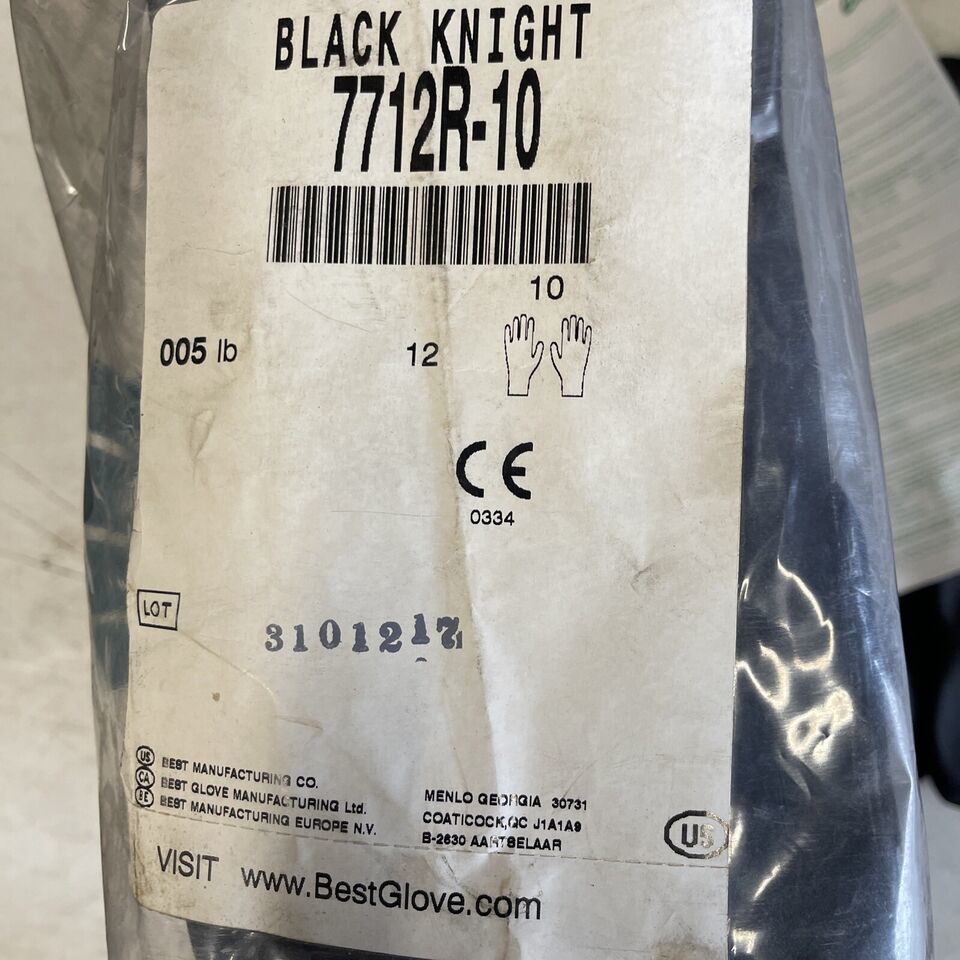 BLACK KNIGHT
7712R-10
10
005 lb 12
CE
0334
LOT
3101217
US BEST MANUFACTURING CO. MENLO GEORGIA 30731
CA BEST GLOVE MANUFACTURING Ltd. COATICOCK,QC J1A1A9
BE BEST MANUFACTURING EUROPE N.V. B-2630 AARTSELAAR
US
VISIT www.BestGlove.com